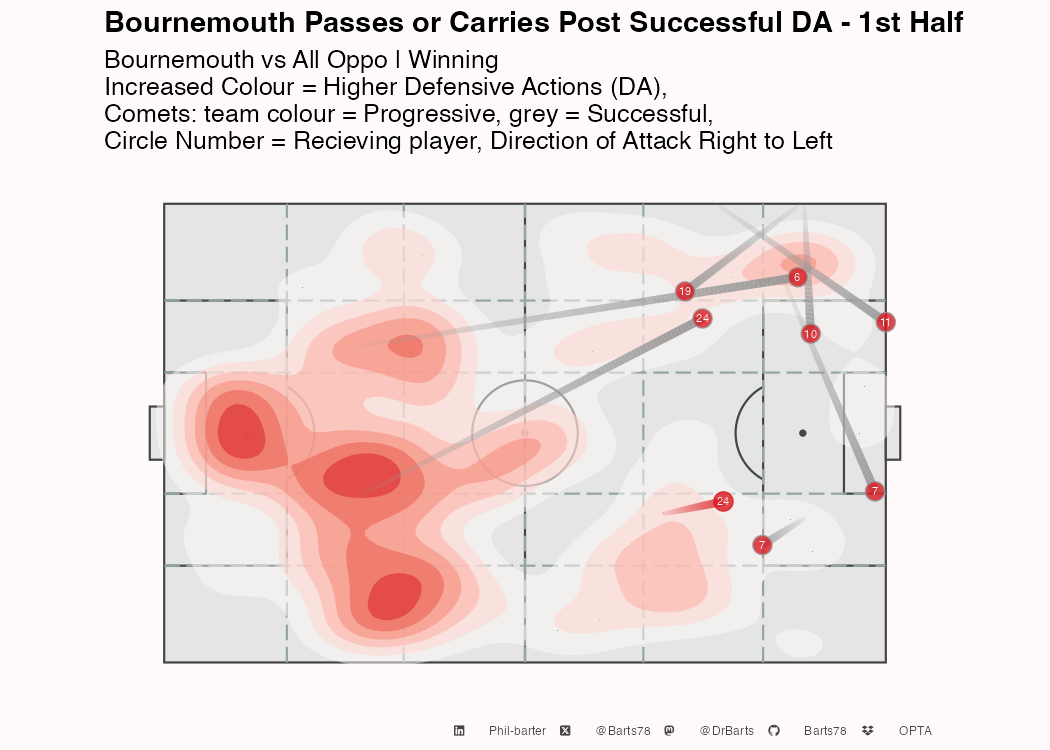 Bournemouth Passes or Carries Post Successful DA - 1st Half
Bournemouth vs All Oppo | Winning
Increased Colour = Higher Defensive Actions (DA),
Comets: team colour = Progressive, grey = Successful,
Circle Number = Recieving player, Direction of Attack Right to Left
6
19
24
11
10
7
24
7
Phil-barter @Barts78 @DrBarts Barts78 OPTA